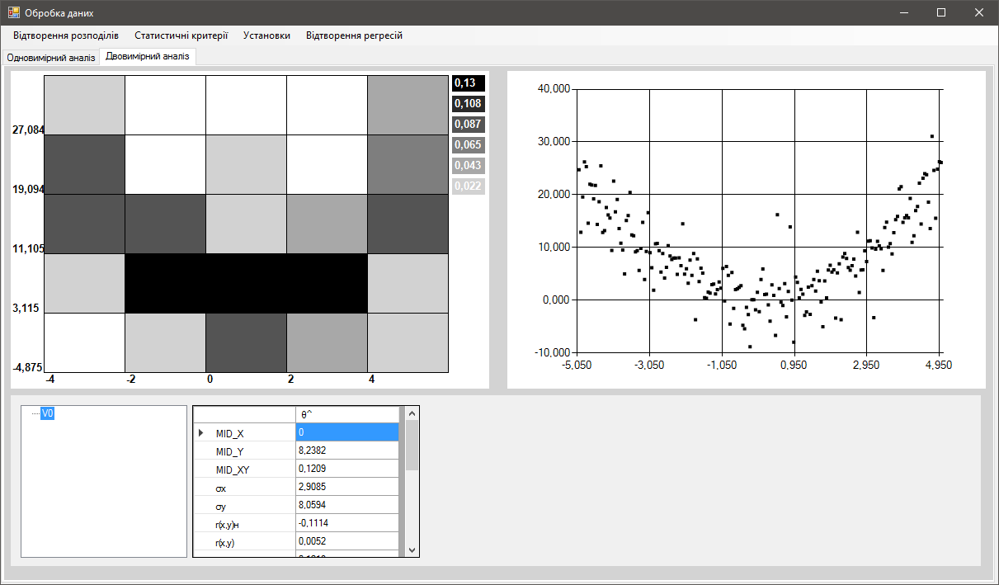 Обробка даних
Відтворення розподілів Статистичні критерії Установки Відтворення регресій
Одновимірний аналіз Двовимірний аналіз
27,084
19,094
11,105
3,115
-4,875
-4 -2 0 2 4
0,13
0,108
0,087
0,065
0,043
0,022
40,000
30,000
20,000
10,000
0,000
-10,000
-5,050 -3,050 -1,050 0,950 2,950 4,950
V0
θ^
MID_X 0
MID_Y 8,2382
MID_XY 0,1209
σx 2,9085
σy 8,0594
r(x,y)н -0,1114
r(x,y) 0,0052